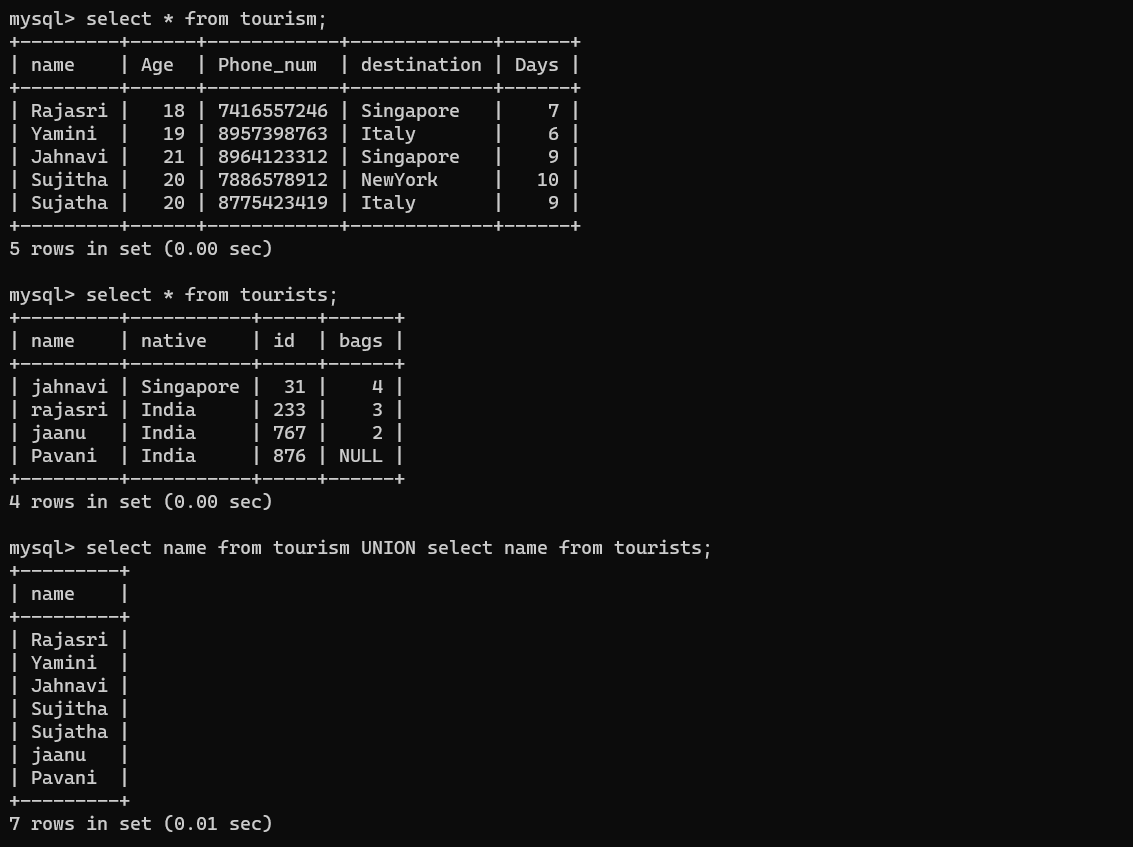 mysql> select * from tourism;
+---------+------+------------+-------------+------+
| name    | Age  | Phone_num  | destination | Days |
+---------+------+------------+-------------+------+
| Rajasri |   18 | 7416557246 | Singapore   |    7 |
| Yamini  |   19 | 8957398763 | Italy       |    6 |
| Jahnavi |   21 | 8964123312 | Singapore   |    9 |
| Sujitha |   20 | 7886578912 | NewYork     |   10 |
| Sujatha |   20 | 8775423419 | Italy       |    9 |
+---------+------+------------+-------------+------+
5 rows in set (0.00 sec)

mysql> select * from tourists;
+---------+-----------+-----+------+
| name    | native    | id  | bags |
+---------+-----------+-----+------+
| jahnavi | Singapore |  31 |    4 |
| rajasri | India     | 233 |    3 |
| jaanu   | India     | 767 |    2 |
| Pavani  | India     | 876 | NULL |
+---------+-----------+-----+------+
4 rows in set (0.00 sec)

mysql> select name from tourism UNION select name from tourists;
+---------+
| name    |
+---------+
| Rajasri |
| Yamini  |
| Jahnavi |
| Sujitha |
| Sujatha |
| jaanu   |
| Pavani  |
+---------+
7 rows in set (0.01 sec)